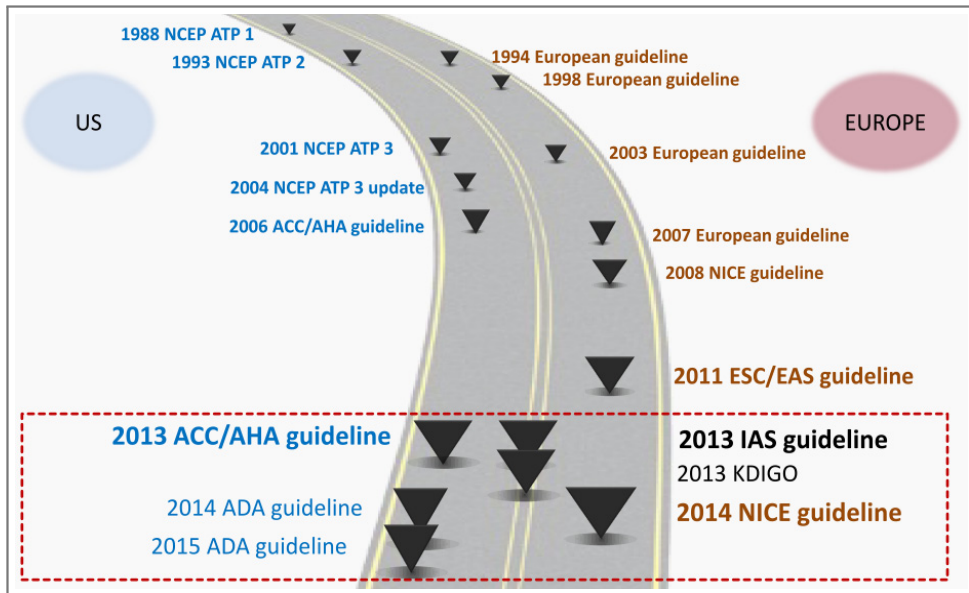 1988 NCEP ATP 1
1993 NCEP ATP 2
1994 European guideline
1998 European guideline
US
EUROPE
2001 NCEP ATP 3
2003 European guideline
2004 NCEP ATP 3 update
2006 ACC/AHA guideline
2007 European guideline
2008 NICE guideline
2011 ESC/EAS guideline
2013 ACC/AHA guideline
2013 IAS guideline
2013 KDIGO
2014 ADA guideline
2014 NICE guideline
2015 ADA guideline